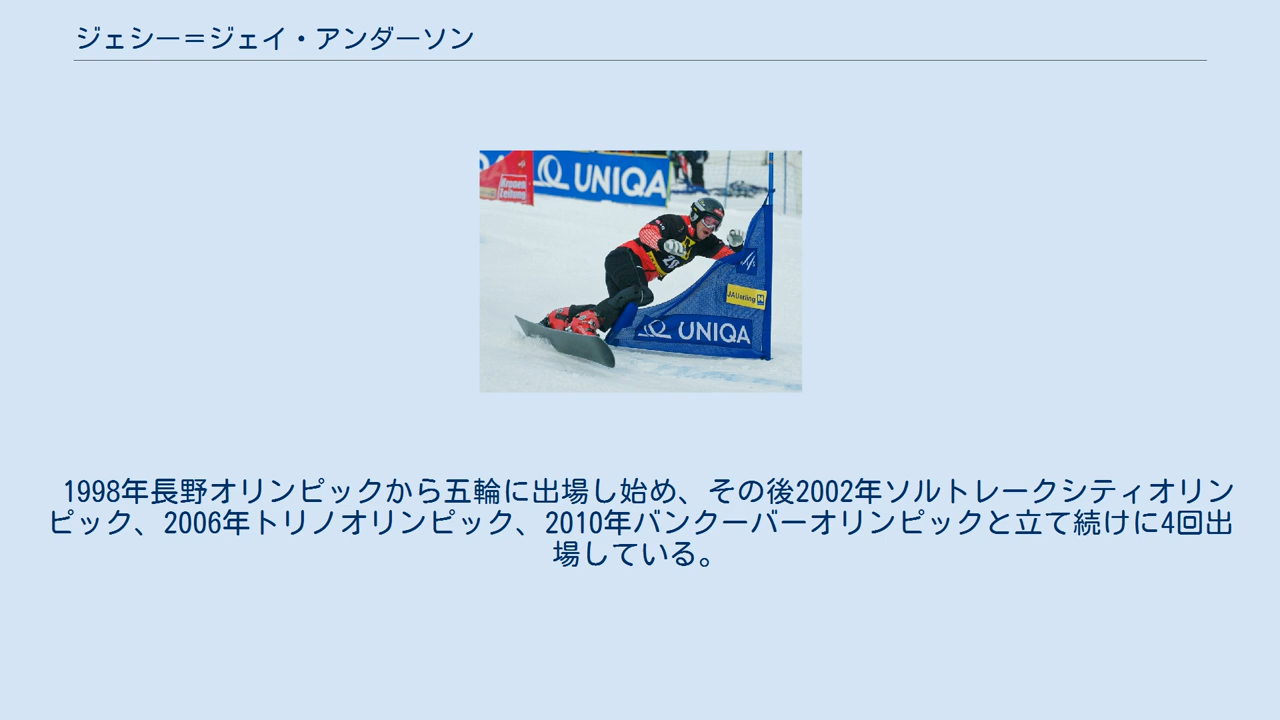 ジェシー＝ジェイ・アンダーソン
UNIQA
Kronen
Zeitung
28
JAUerling
UNIQA
1998年長野オリンピックから五輪に出場し始め、その後2002年ソルトレークシティオリン
ピック、2006年トリノオリンピック、2010年バンクーバーオリンピックと立て続けに4回出
場している。